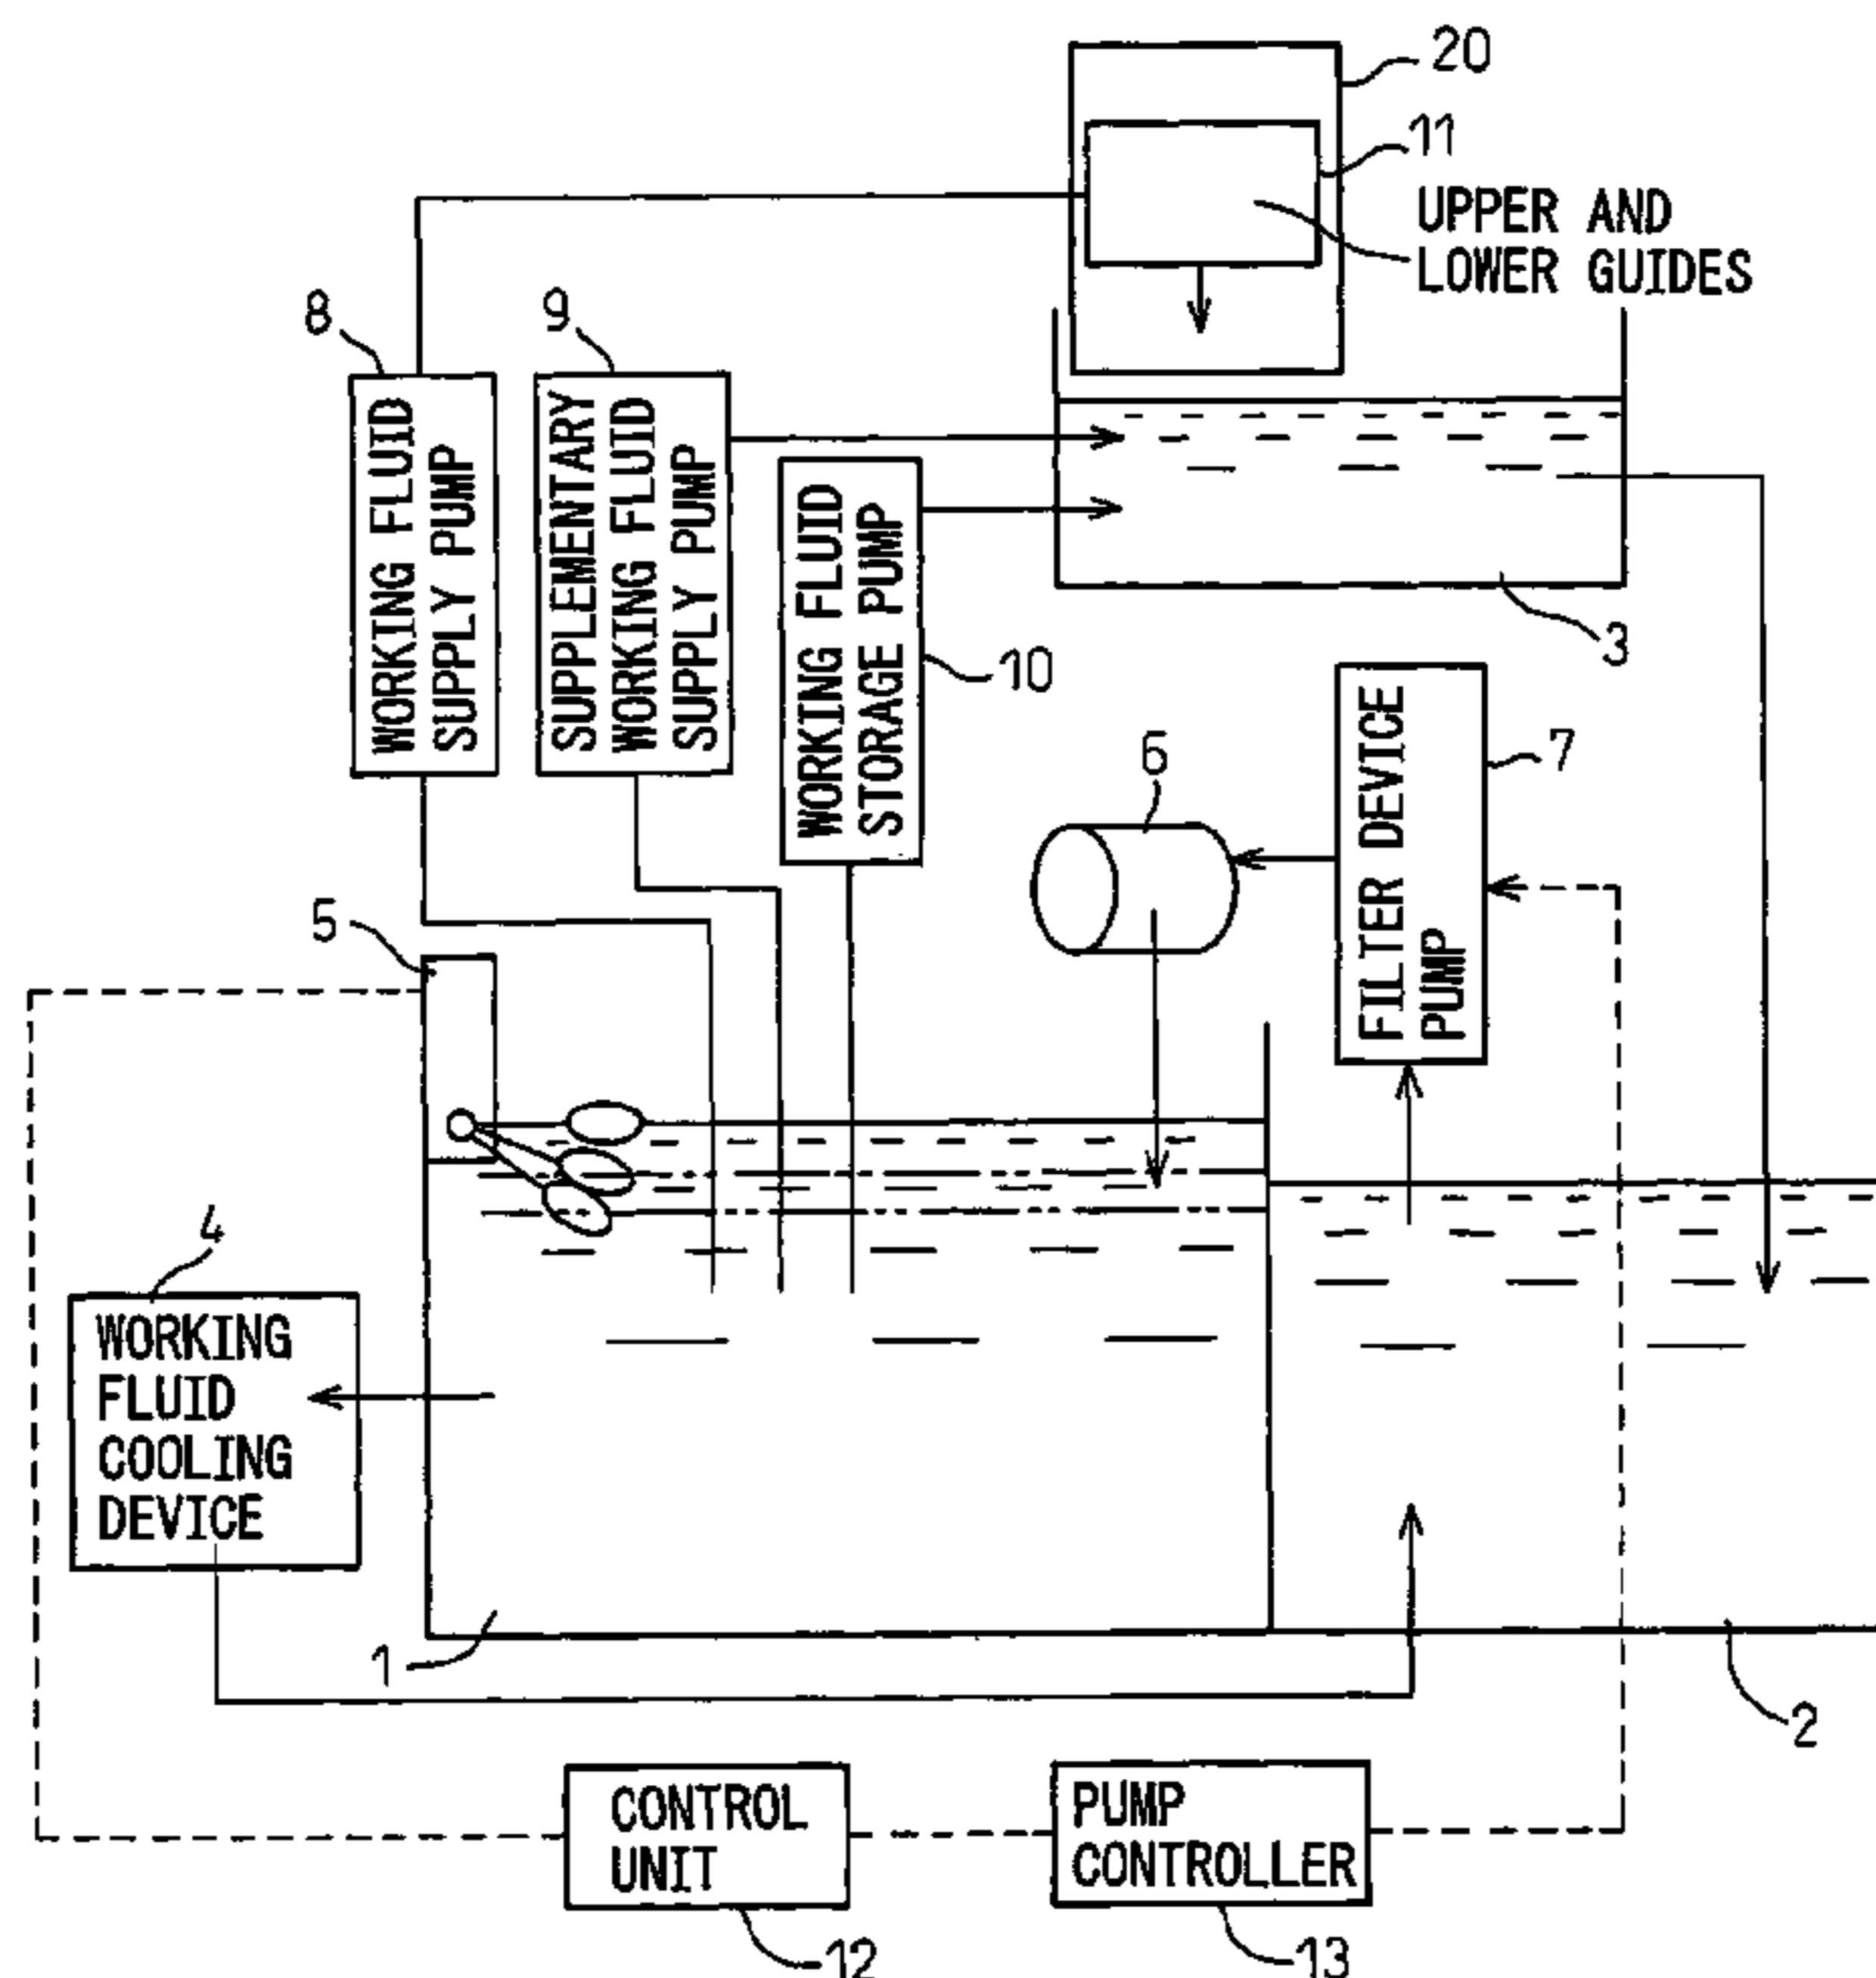 20
11
UPPER AND
LOWER GUIDES
8
9
WORKING FLUID
SUPPLY PUMP
SUPPLEMENTARY
WORKING FLUID
SUPPLY PUMP
WORKING FLUID
STORAGE PUMP
10
3
6
7
FILTER DEVICE
PUMP
5
4
WORKING
FLUID
COOLING
DEVICE
1
2
CONTROL
UNIT
PUMP
CONTROLLER
12
13